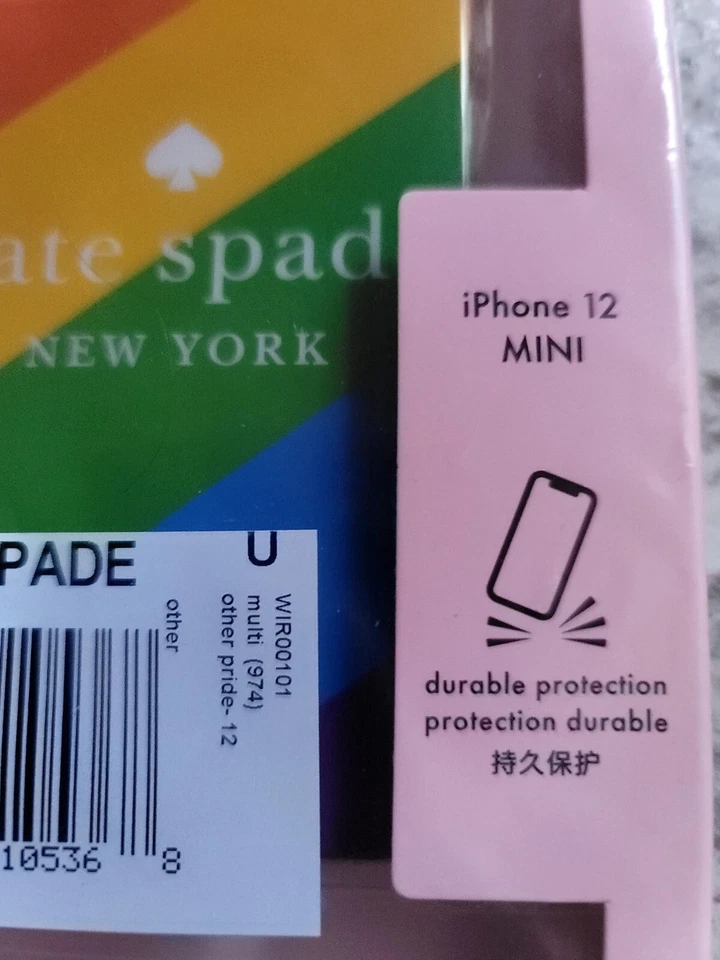 ate spad
NEW YORK
iPhone 12
MINI
durable protection
protection durable
持久保护
PADE
U
WIR00101
multi (974)
other pride- 12
other
10536 8